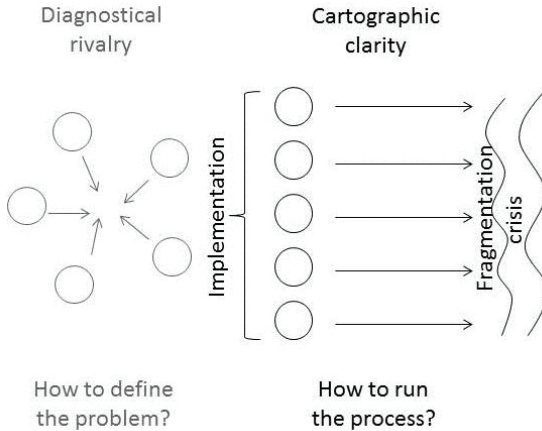 Diagnostical
rivalry
Cartographic
clarity
Implementation
Fragmentation
crisis
How to define
the problem?
How to run
the process?